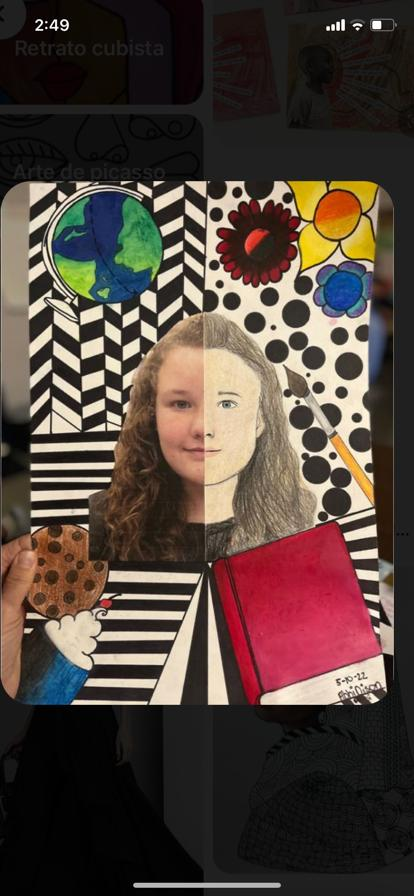 2:49
Retrato cubista
Arte de picasso
5-10-22